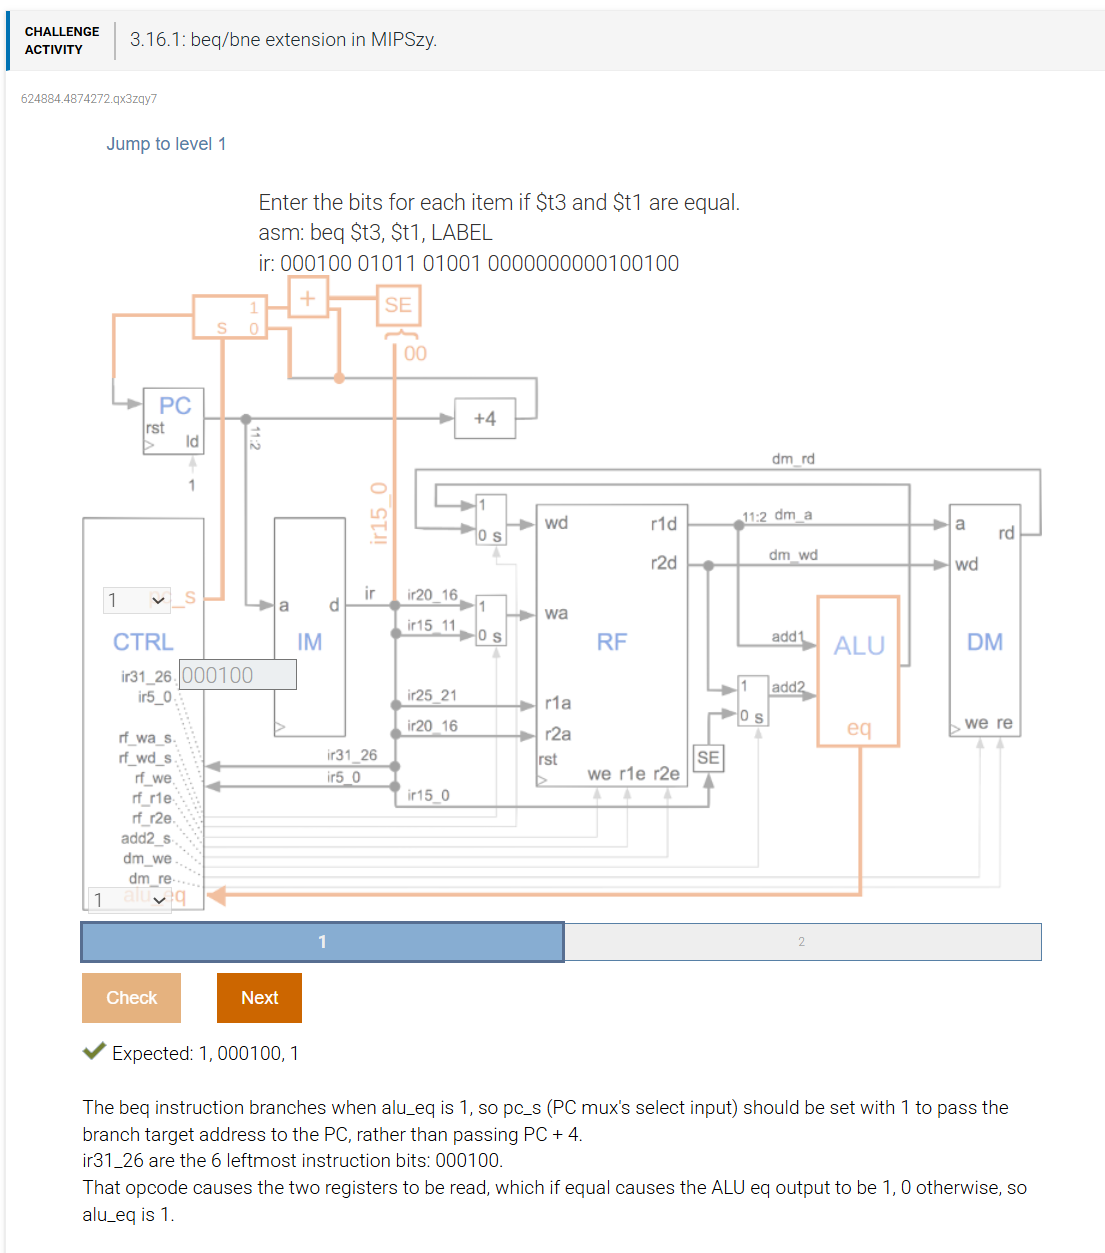 CHALLENGE
ACTIVITY
3.16.1: beq/bne extension in MIPSzy.
624884.4874272.qx3zqy7
Jump to level 1
Enter the bits for each item if $t3 and $t1 are equal.
asm: beq $t3, $t1, LABEL
ir: 000100 01011 01001 0000000000100100
+
SE
1
s 0
00
PC
rst
ld
11:2
+4
1
dm_rd
ir15_0
1
0 s
wd
r1d
11:2 dm_a
a
rd
r2d
dm_wd
wd
1
pc_s
a
d
ir
ir20_16
1
wa
ir15_11
0 s
CTRL
IM
RF
add1
ALU
DM
ir31_26
000100
ir5_0
ir25_21
r1a
1
add2
0 s
ir20_16
r2a
eq
we re
rf_wa_s
rf_wd_s
ir31_26
rst
SE
rf_we
ir5_0
we r1e r2e
rf_r1e
ir15_0
rf_r2e
add2_s
dm_we
dm_re
1
alu_eq
1
2
Check
Next
Expected: 1, 000100, 1
The beq instruction branches when alu_eq is 1, so pc_s (PC mux's select input) should be set with 1 to pass the
branch target address to the PC, rather than passing PC + 4.
ir31_26 are the 6 leftmost instruction bits: 000100.
That opcode causes the two registers to be read, which if equal causes the ALU eq output to be 1, 0 otherwise, so
alu_eq is 1.